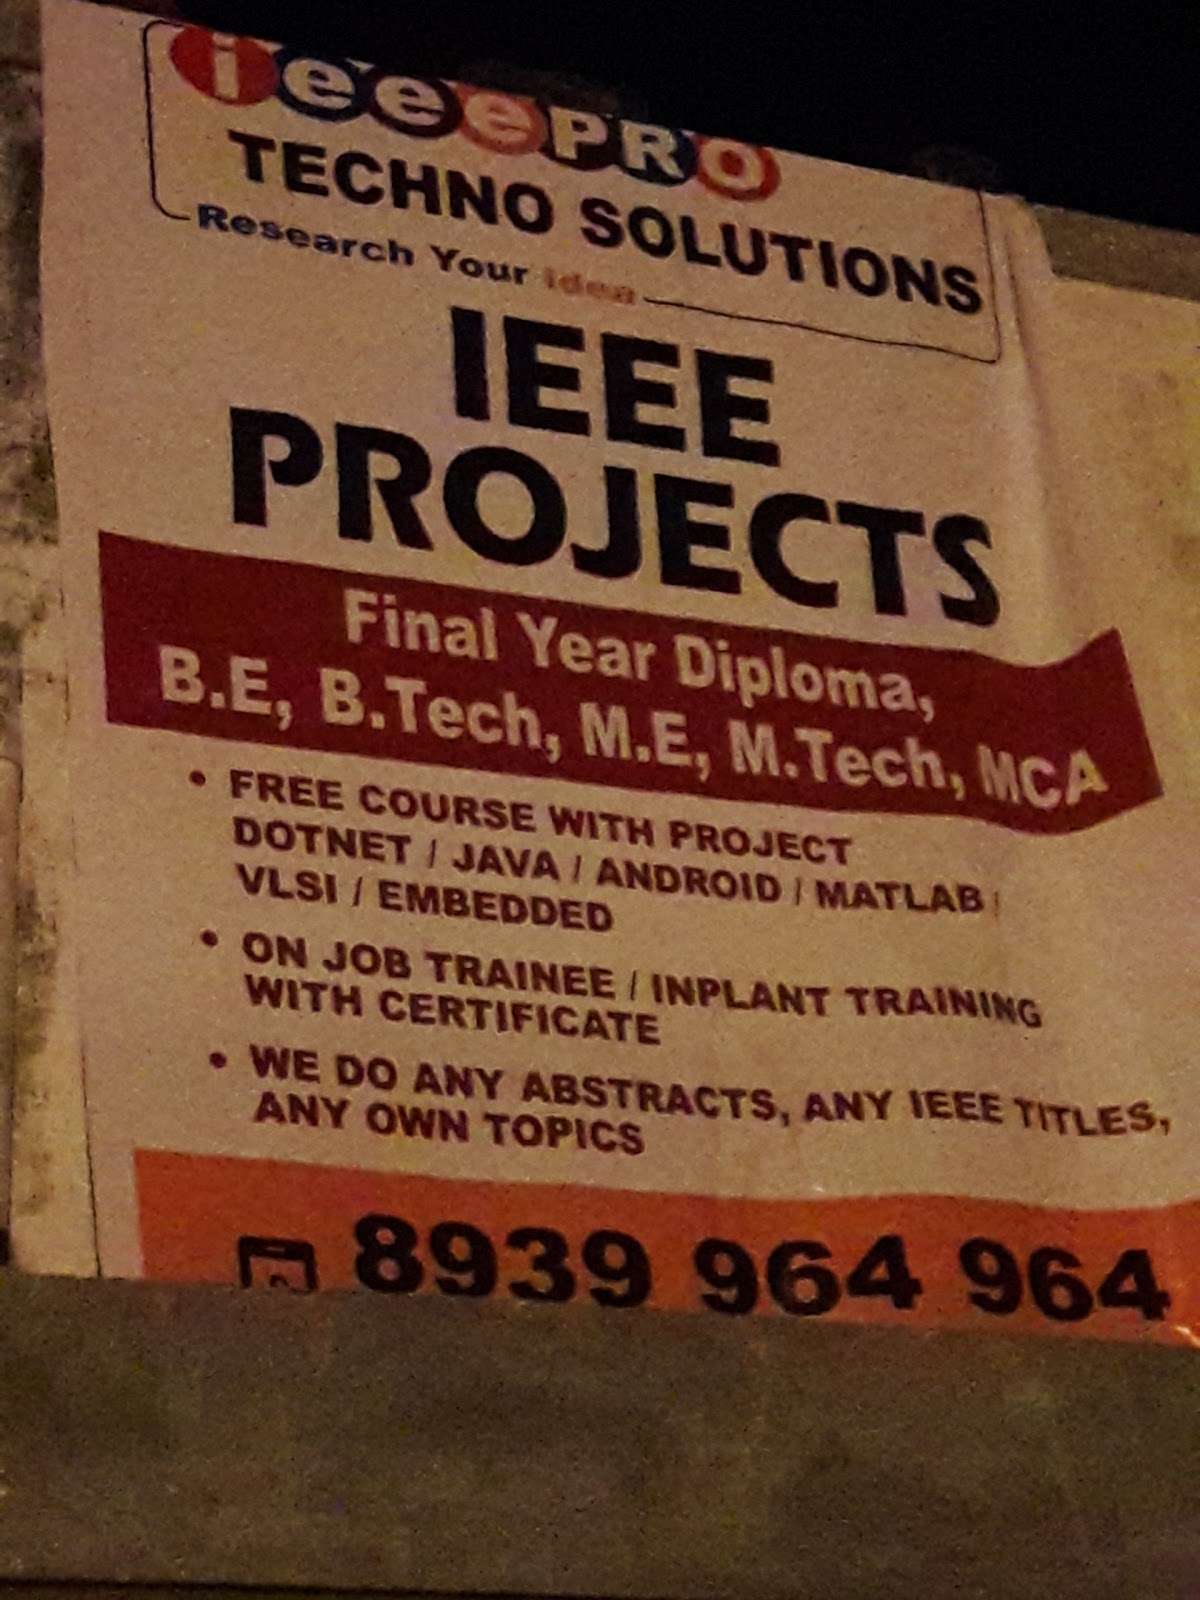 ieeePRO
TECHNO SOLUTIONS
Research Your Idea
IEEE
PROJECTS
Final Year Diploma,
B.E, B.Tech, M.E, M.Tech, MCA
• FREE COURSE WITH PROJECT
DOTNET / JAVA / ANDROID / MATLAB /
VLSI / EMBEDDED
• ON JOB TRAINEE / INPLANT TRAINING
WITH CERTIFICATE
• WE DO ANY ABSTRACTS, ANY IEEE TITLES,
ANY OWN TOPICS
8939 964 964